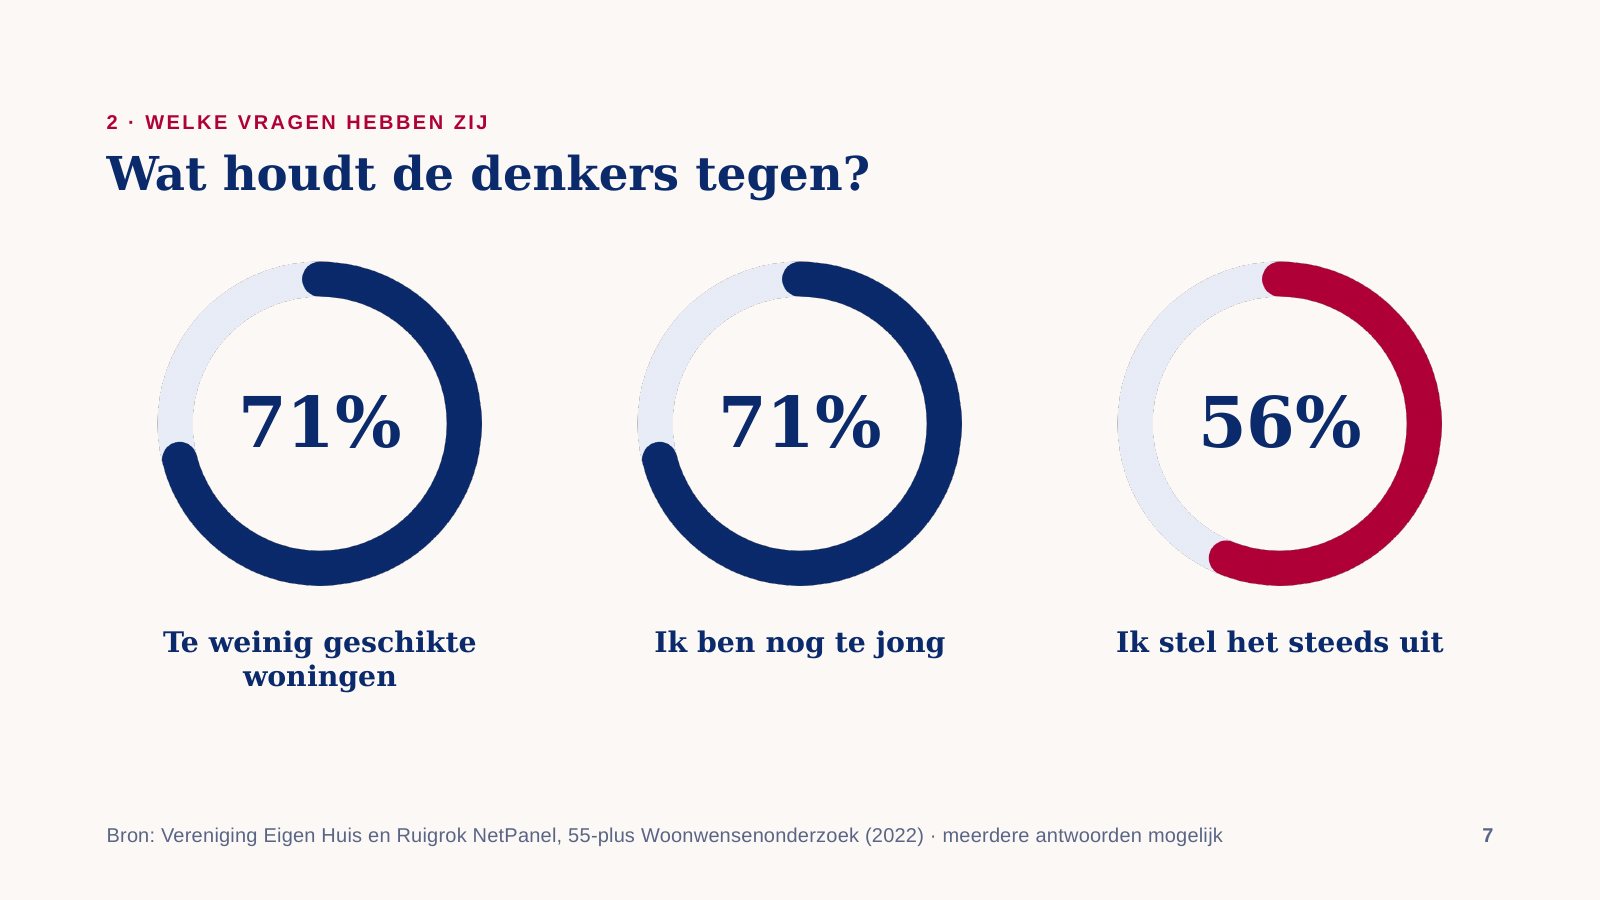 2 · WELKE VRAGEN HEBBEN ZIJ
Wat houdt de denkers tegen?
71%
71%
56%
Te weinig geschikte
woningen
Ik ben nog te jong
Ik stel het steeds uit
Bron: Vereniging Eigen Huis en Ruigrok NetPanel, 55-plus Woonwensenonderzoek (2022) · meerdere antwoorden mogelijk
7